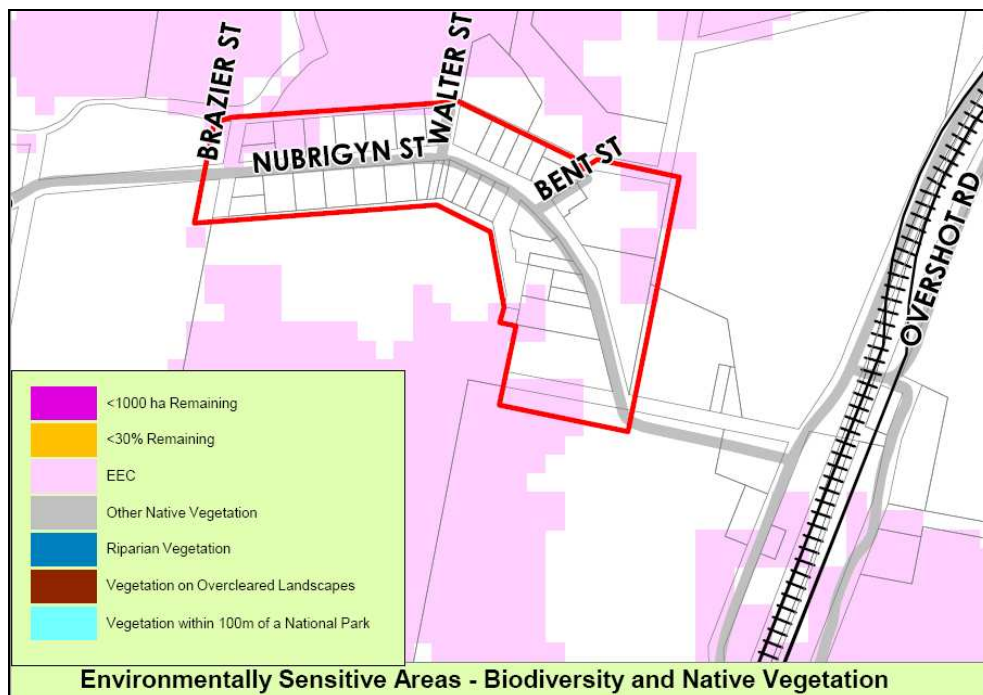 BRAZIER ST
WALTER ST
NUBRIGYN ST
BENT ST
OVERSHOT RD
<1000 ha Remaining
<30% Remaining
EEC
Other Native Vegetation
Riparian Vegetation
Vegetation on Overcleared Landscapes
Vegetation within 100m of a National Park
Environmentally Sensitive Areas - Biodiversity and Native Vegetation